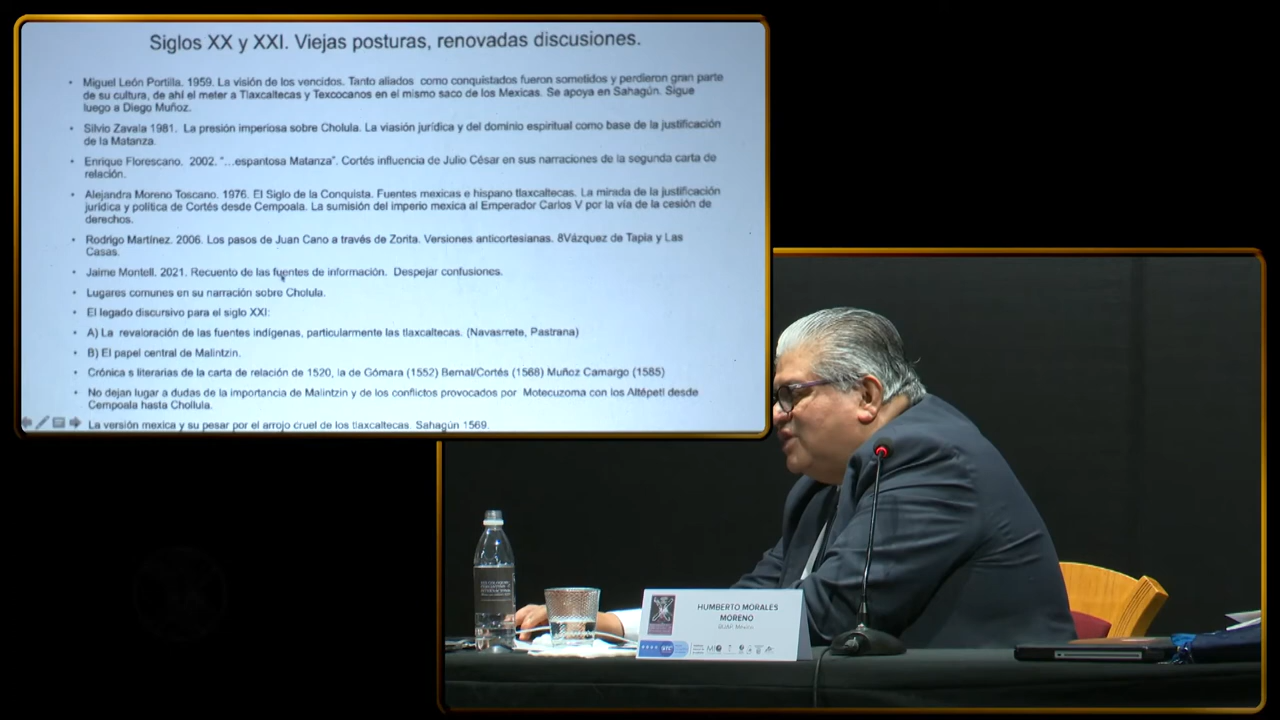 Siglos XX y XXI. Viejas posturas, renovadas discusiones.
• Miguel León Portilla. 1959. La visión de los vencidos. Tanto aliados como conquistados fueron sometidos y perdieron gran parte
de su cultura, de ahí el meter a Tlaxcaltecas y Texcocanos en el mismo saco de los Mexicas. Se apoya en Sahagún. Sigue
luego a Diego Muñoz.
• Silvio Zavala 1981. La presión imperiosa sobre Cholula. La viasión jurídica y del dominio espiritual como base de la justificación
de la Matanza.
• Enrique Florescano. 2002. "...espantosa Matanza". Cortés influencia de Julio César en sus narraciones de la segunda carta de
relación.
• Alejandra Moreno Toscano. 1976. El Siglo de la Conquista. Fuentes mexicas e hispano tlaxcaltecas. La mirada de la justificación
jurídica y política de Cortés desde Cempoala. La sumisión del imperio mexica al Emperador Carlos V por la vía de la cesión de
derechos.
• Rodrigo Martínez. 2006. Los pasos de Juan Cano a través de Zorita. Versiones anticortesianas. 8Vázquez de Tapia y Las
Casas.
• Jaime Montell. 2021. Recuento de las fuentes de información. Despejar confusiones.
• Lugares comunes en su narración sobre Cholula.
• El legado discursivo para el siglo XXI:
• A) La revaloración de las fuentes indígenas, particularmente las tlaxcaltecas. (Navasrrete, Pastrana)
• B) El papel central de Malintzin.
• Crónica s literarias de la carta de relación de 1520, la de Gómara (1552) Bernal/Cortés (1568) Muñoz Camargo (1585)
• No dejan lugar a dudas de la importancia de Malintzin y de los conflictos provocados por Motecuzoma con los Altépetl desde
Cempoala hasta Chollula.
La versión mexica y su pesar por el arrojo cruel de los tlaxcaltecas. Sahagún 1569.
HUMBERTO MORALES
MORENO